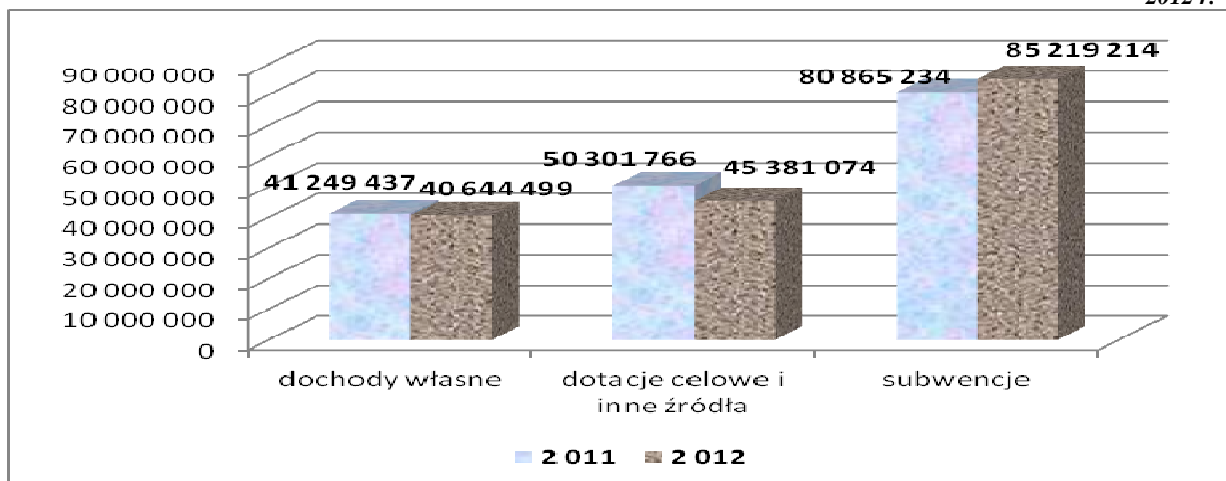 2012 r.
90 000 000
80 000 000
70 000 000
60 000 000
50 000 000
40 000 000
30 000 000
20 000 000
10 000 000
0
41 249 437
40 644 499
50 301 766
45 381 074
80 865 234
85 219 214
dochody własne
dotacje celowe i
inne źródła
subwencje
2 011
2 012